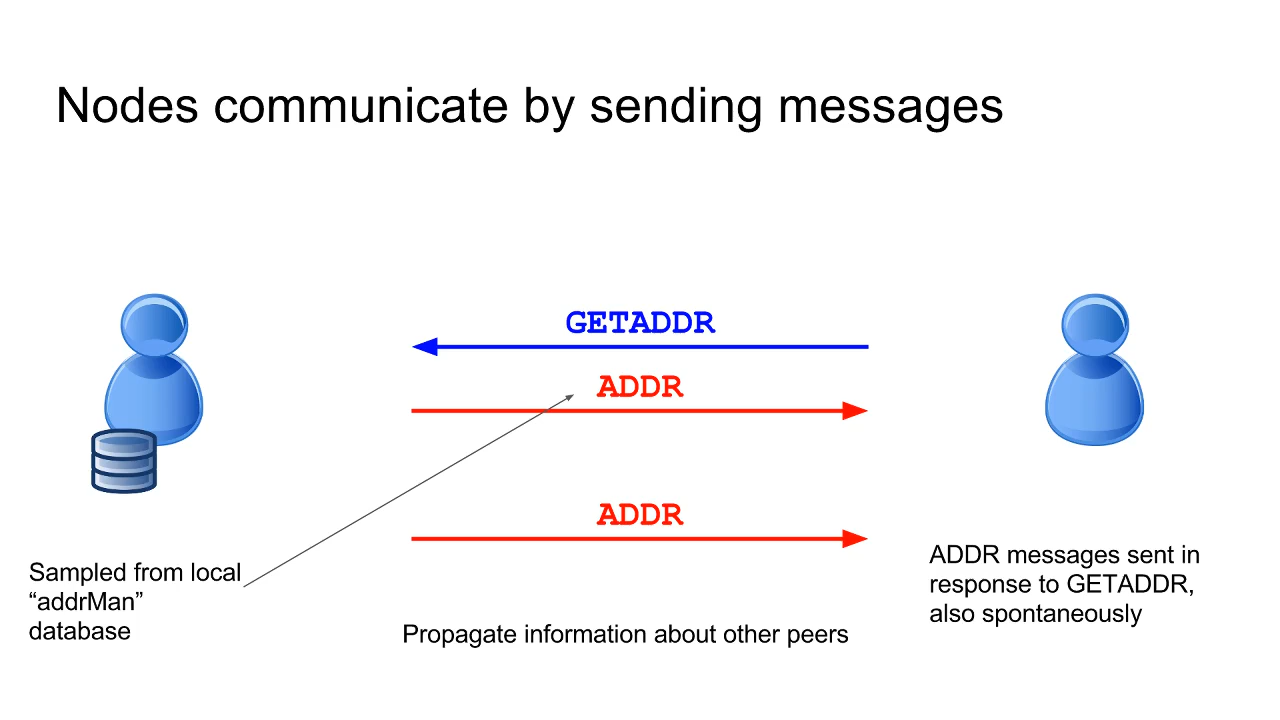 Nodes communicate by sending messages
GETADDR
ADDR
ADDR
Sampled from local
“addrMan”
database
Propagate information about other peers
ADDR messages sent in
response to GETADDR,
also spontaneously